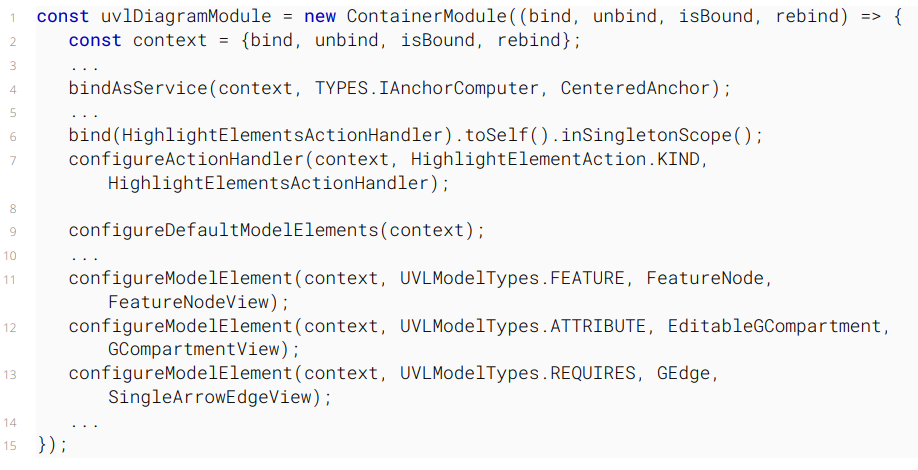 1 const uvlDiagramModule = new ContainerModule((bind, unbind, isBound, rebind) => {
2 const context = {bind, unbind, isBound, rebind};
3 ...
4 bindAsService(context, TYPES.IAnchorComputer, CenteredAnchor);
5 ...
6 bind(HighlightElementsActionHandler).toSelf().inSingletonScope();
7 configureActionHandler(context, HighlightElementAction.KIND,
HighlightElementsActionHandler);
8
9 configureDefaultModelElements(context);
10 ...
11 configureModelElement(context, UVLModelTypes.FEATURE, FeatureNode,
FeatureNodeView);
12 configureModelElement(context, UVLModelTypes.ATTRIBUTE, EditableGCompartment,
GCompartmentView);
13 configureModelElement(context, UVLModelTypes.REQUIRES, GEdge,
SingleArrowEdgeView);
14 ...
15 });